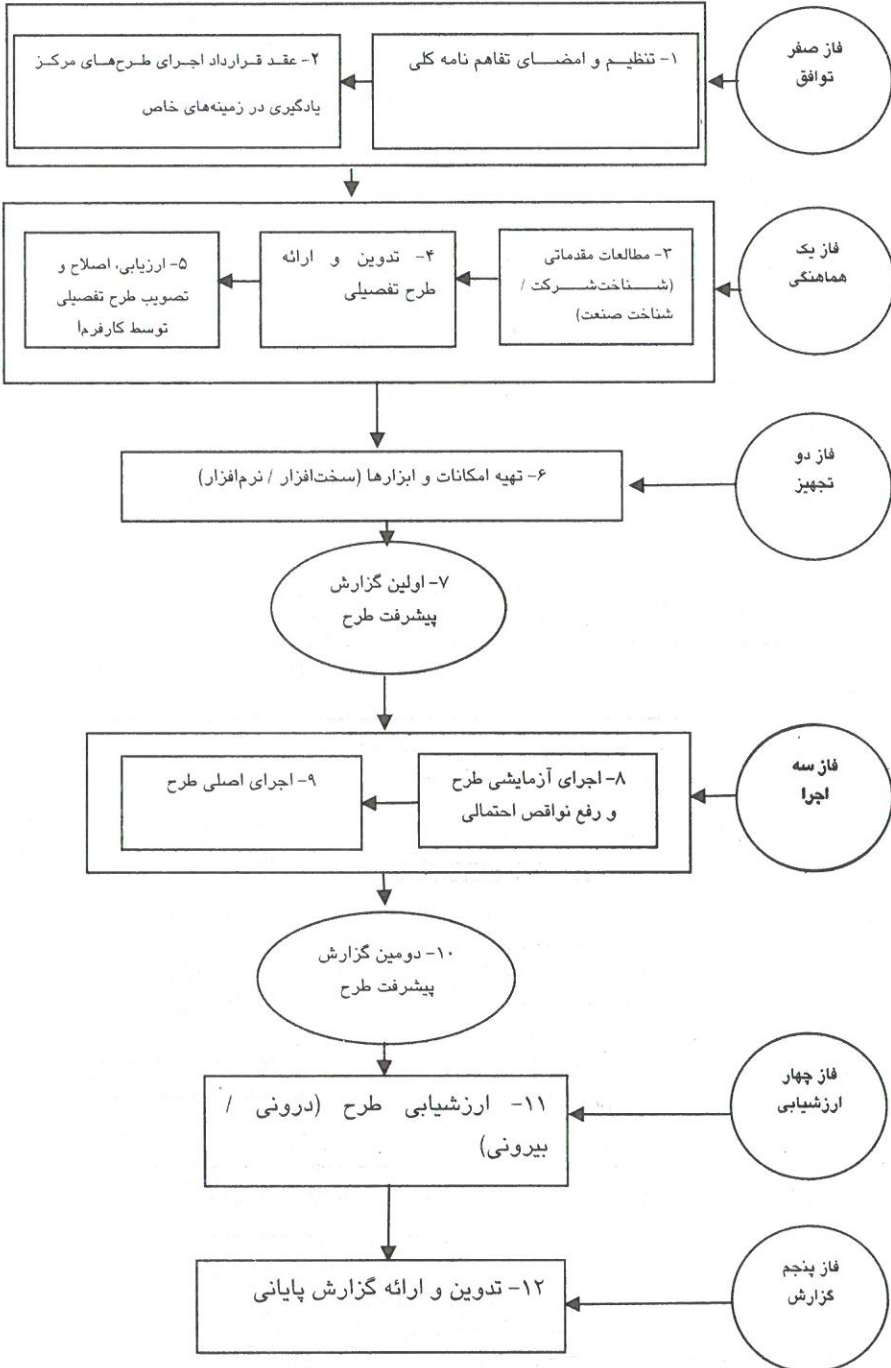 فاز صفر
توافق
۱- تنظیم و امضای تفاهم نامه کلی
۲- عقد قرارداد اجرای طرح‌های مرکز
یادگیری در زمینه‌های خاص
فاز یک
هماهنگی
۳- مطالعات مقدماتی
(شناخت شرکت /
شناخت صنعت)
۴- تدوین و ارائه
طرح تفصیلی
۵- ارزیابی، اصلاح و
تصویب طرح تفصیلی
توسط کارفرما
فاز دو
تجهیز
۶- تهیه امکانات و ابزارها (سخت‌افزار / نرم‌افزار)
۷- اولین گزارش
پیشرفت طرح
فاز سه
اجرا
۸- اجرای آزمایشی طرح
و رفع نواقص احتمالی
۹- اجرای اصلی طرح
۱۰- دومین گزارش
پیشرفت طرح
فاز چهار
ارزشیابی
۱۱- ارزشیابی طرح (درونی /
بیرونی)
فاز پنجم
گزارش
۱۲- تدوین و ارائه گزارش پایانی